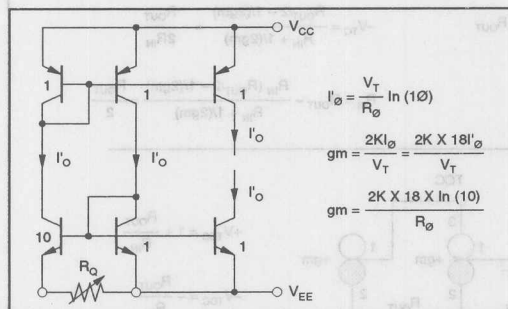 V_CC
1
1
1
I'_O
I'_O
I'_O
I'_O
10
1
1
R_Q
V_EE
I'_Ø = V_T / R_Ø ln (1Ø)
gm = 2KI_Ø / V_T = 2K X 18I'_Ø / V_T
gm = 2K X 18 X ln (10) / R_Ø